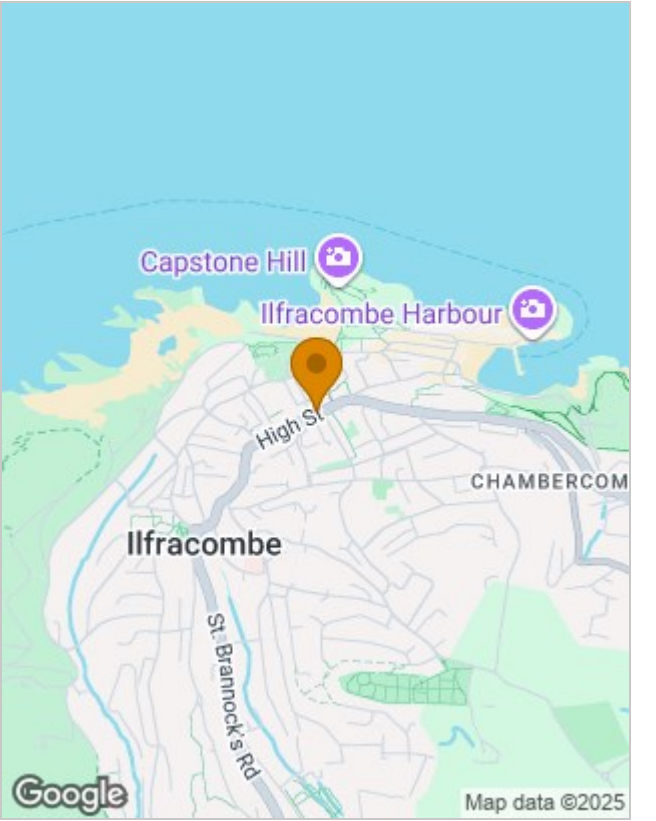 Capstone Hill
Ilfracombe Harbour
High St
CHAMBERCOM
Ilfracombe
St. Brannock's Rd
Google
Map data ©2025